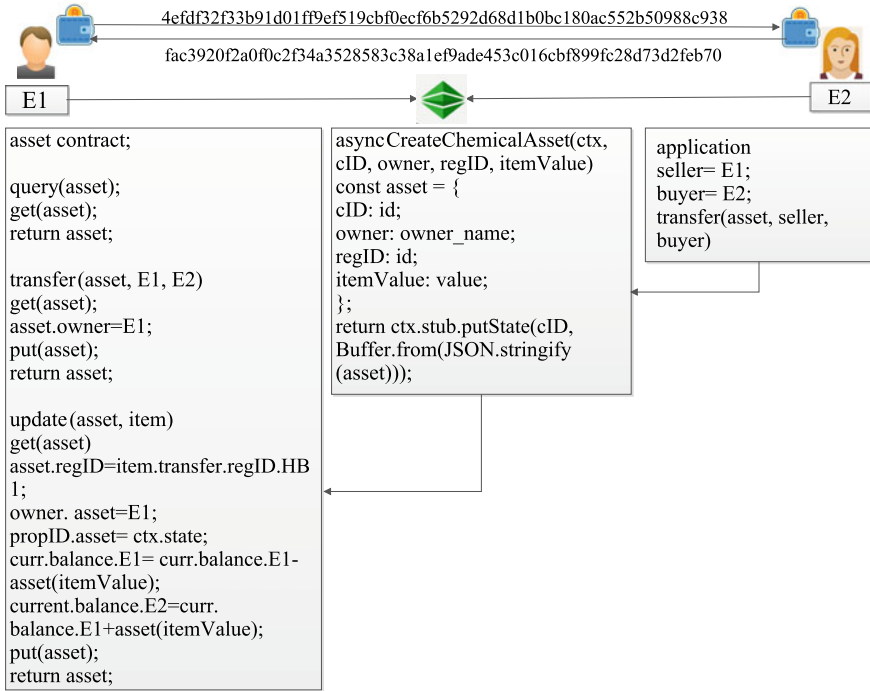 4efdf32f33b91d01ff9ef519cbf0ecf6b5292d68d1b0bc180ac552b50988c938
fac3920f2a0f0c2f34a3528583c38a1ef9ade453c016cbf899fc28d73d2feb70
E1
E2
asset contract;
query(asset);
get(asset);
return asset;
transfer(asset, E1, E2)
get(asset);
asset.owner=E1;
put(asset);
return asset;
update(asset, item)
get(asset)
asset.regID=item.transfer.regID.HB
1;
owner. asset=E1;
propID.asset= ctx.state;
curr.balance.E1= curr.balance.E1-
asset(itemValue);
current.balance.E2=curr.
balance.E1+asset(itemValue);
put(asset);
return asset;
asyncCreateChemicalAsset(ctx,
cID, owner, regID, itemValue)
const asset = {
cID: id;
owner: owner_name;
regID: id;
itemValue: value;
};
return ctx.stub.putState(cID,
Buffer.from(JSON.stringify
(asset)));
application
seller= E1;
buyer= E2;
transfer(asset, seller,
buyer)